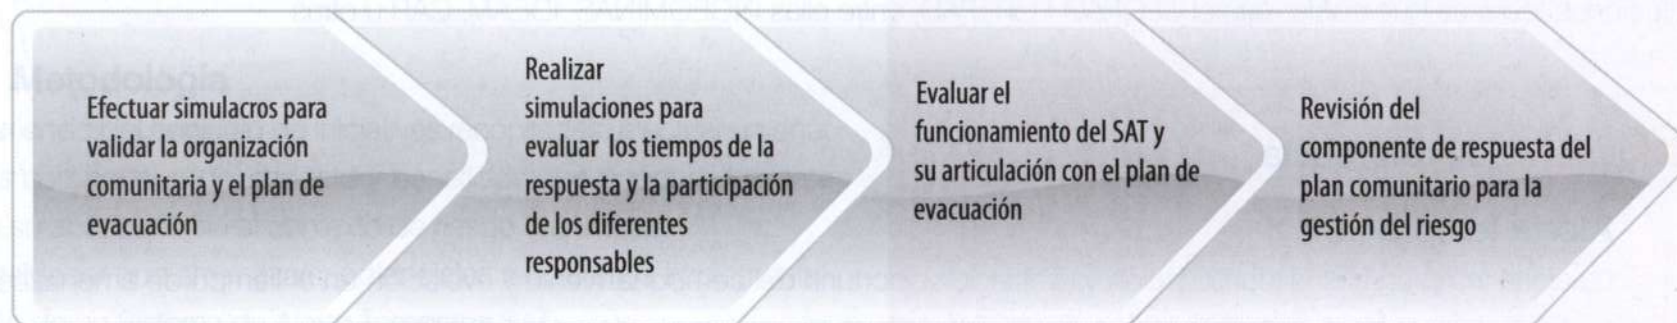 Efectuar simulacros para
validar la organización
comunitaria y el plan de
evacuación
Realizar
simulaciones para
evaluar los tiempos de la
respuesta y la participación
de los diferentes
responsables
Evaluar el
funcionamiento del SAT y
su articulación con el plan de
evacuación
Revisión del
componente de respuesta del
plan comunitario para la
gestión del riesgo